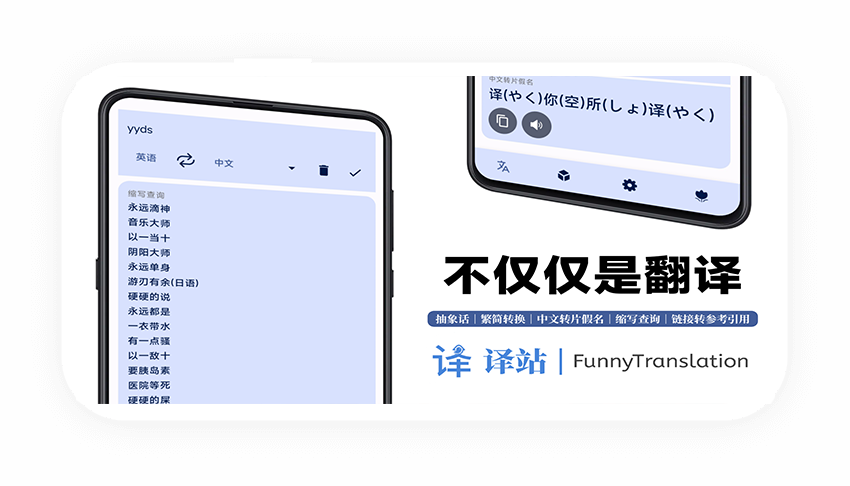 yyds
英语
中文
缩写查询
永远滴神
音乐大师
以一当十
阴阳大师
永远单身
游刃有余(日语)
硬硬的说
永远都是
一衣带水
有一点骚
以一敌十
要胰岛素
医院等死
硬硬的屎
中文转片假名
译(やく)你(空)所(しょ)译(やく)
不仅仅是翻译
抽象话｜繁简转换｜中文转片假名｜缩写查询｜链接转参考引用
译 译站｜FunnyTranslation